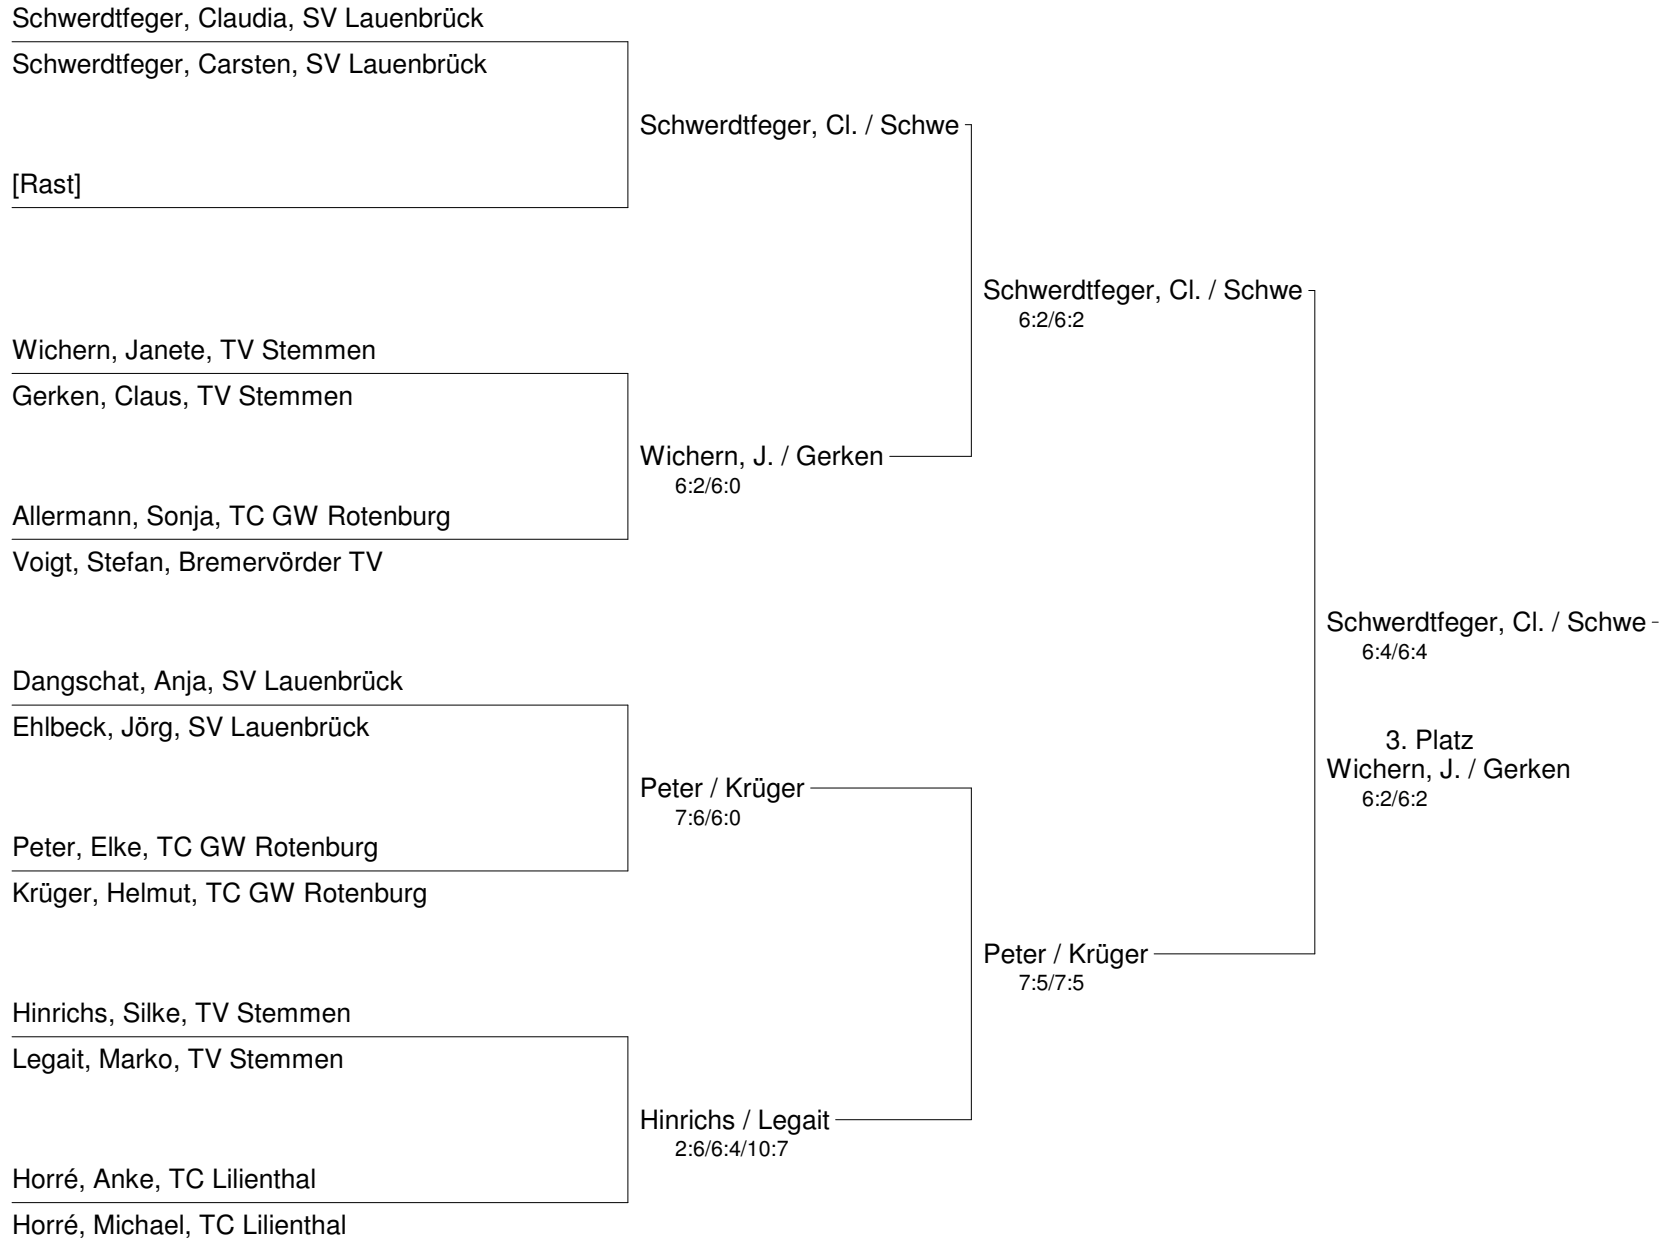 Schwerdtfeger, Claudia, SV Lauenbrück
Schwerdtfeger, Carsten, SV Lauenbrück
Schwerdtfeger, Cl. / Schwe
[Rast]
Schwerdtfeger, Cl. / Schwe
6:2/6:2
Wichern, Janete, TV Stemmen
Gerken, Claus, TV Stemmen
Wichern, J. / Gerken
6:2/6:0
Allermann, Sonja, TC GW Rotenburg
Voigt, Stefan, Bremervörder TV
Schwerdtfeger, Cl. / Schwe
6:4/6:4
Dangschat, Anja, SV Lauenbrück
Ehlbeck, Jörg, SV Lauenbrück
3. Platz
Wichern, J. / Gerken
6:2/6:2
Peter / Krüger
7:6/6:0
Peter, Elke, TC GW Rotenburg
Krüger, Helmut, TC GW Rotenburg
Peter / Krüger
7:5/7:5
Hinrichs, Silke, TV Stemmen
Legait, Marko, TV Stemmen
Hinrichs / Legait
2:6/6:4/10:7
Horré, Anke, TC Lilienthal
Horré, Michael, TC Lilienthal